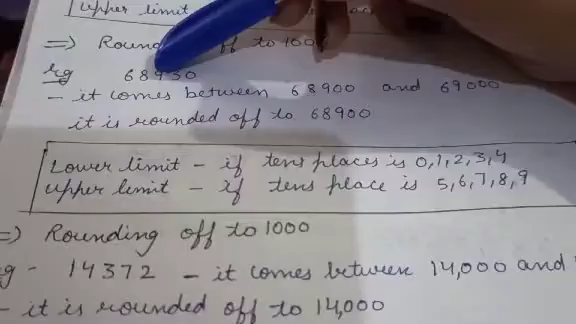 Upper limit
=> Rounding off to 100
eg 68930
- it comes between 68900 and 69000
it is rounded off to 68900
Lower limit - if tens places is 0,1,2,3,4
Upper limit - if tens place is 5,6,7,8,9
=) Rounding off to 1000
eg - 14372 - it comes between 14,000 and
- it is rounded off to 14,000